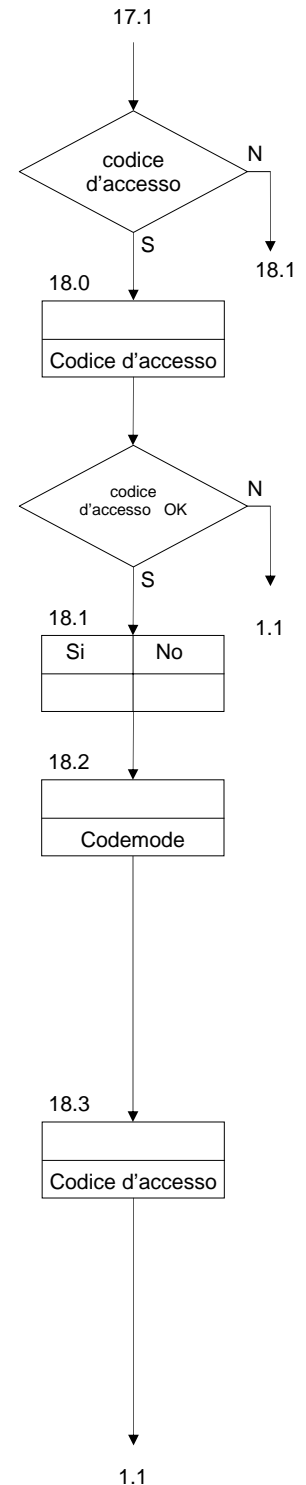 17.1
codice
d'accesso
N
S
18.1
18.0
Codice d'accesso
codice
d'accesso OK
N
S
1.1
18.1
Si No
18.2
Codemode
18.3
Codice d'accesso
1.1